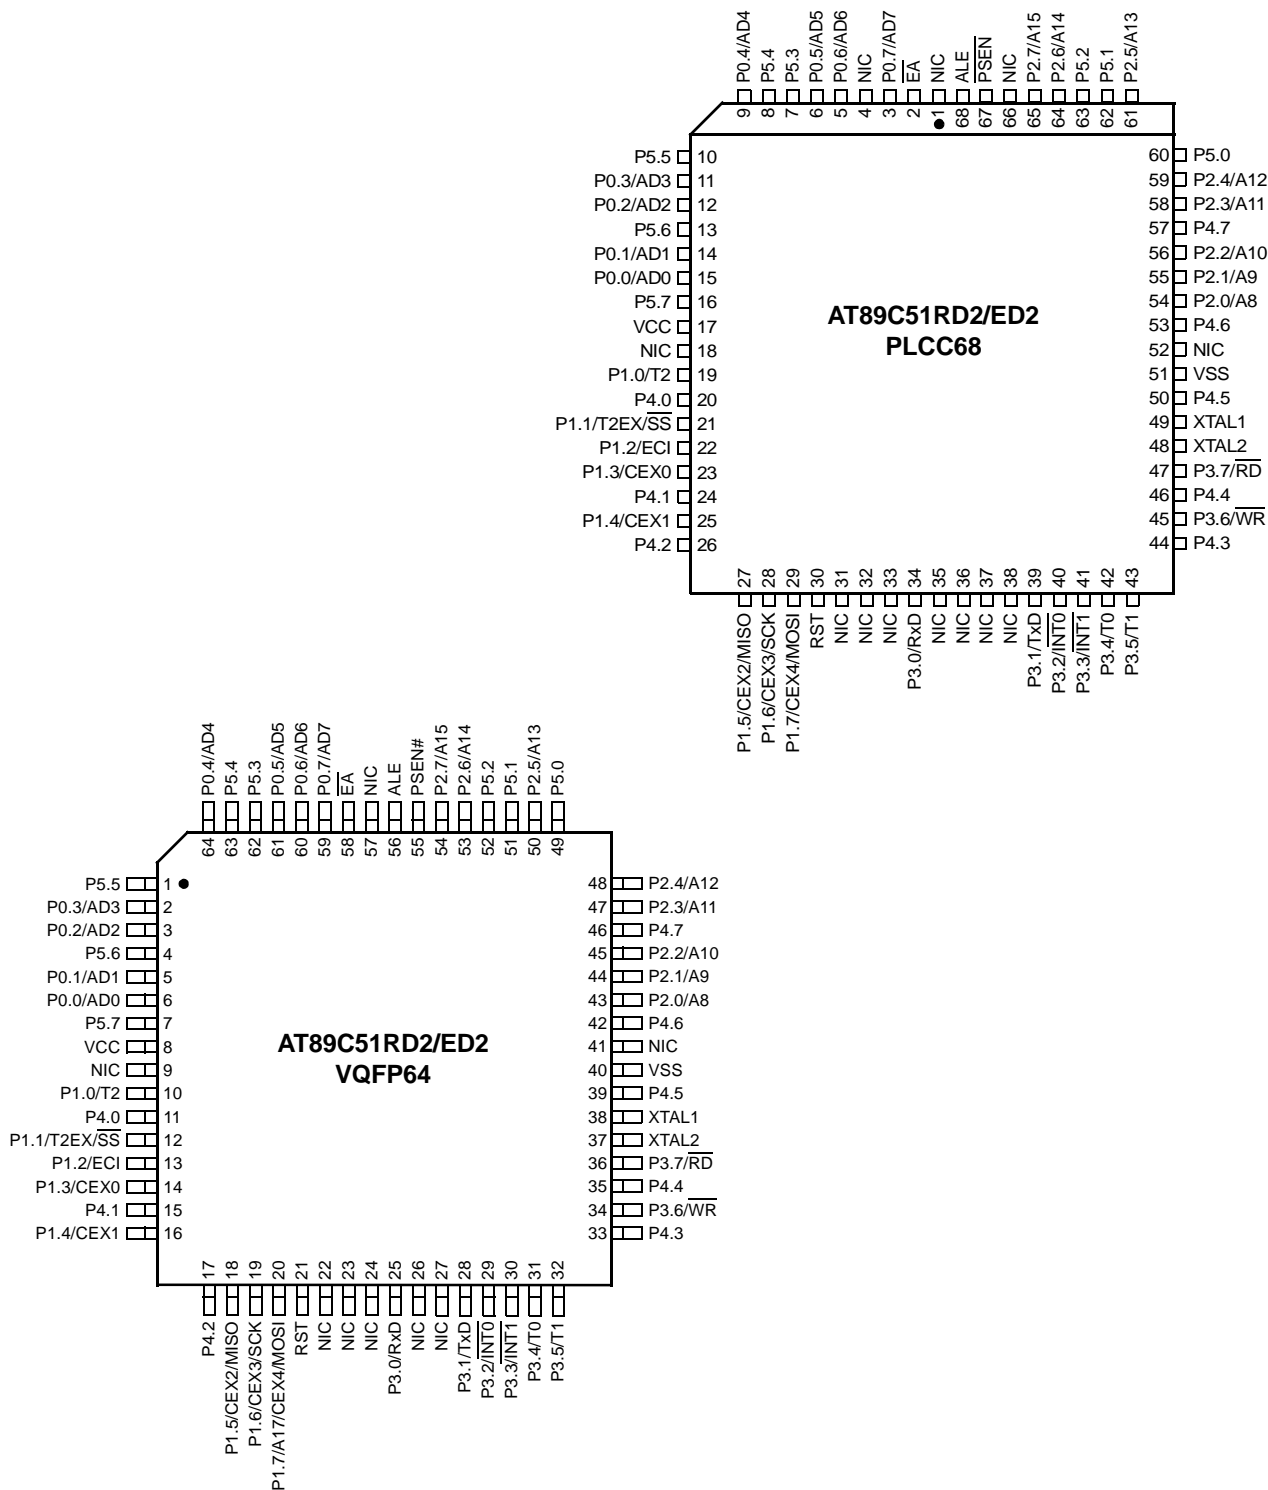 P0.4/AD4
P5.4
P5.3
P0.5/AD5
P0.6/AD6
NIC
P0.7/AD7
EA
NIC
ALE
PSEN
NIC
P2.7/A15
P2.6/A14
P5.2
P5.1
P2.5/A13
9 8 7 6 5 4 3 2 1 68 67 66 65 64 63 62 61
P5.5 10
P0.3/AD3 11
P0.2/AD2 12
P5.6 13
P0.1/AD1 14
P0.0/AD0 15
P5.7 16
VCC 17
NIC 18
P1.0/T2 19
P4.0 20
P1.1/T2EX/SS 21
P1.2/ECI 22
P1.3/CEX0 23
P4.1 24
P1.4/CEX1 25
P4.2 26
AT89C51RD2/ED2
PLCC68
60 P5.0
59 P2.4/A12
58 P2.3/A11
57 P4.7
56 P2.2/A10
55 P2.1/A9
54 P2.0/A8
53 P4.6
52 NIC
51 VSS
50 P4.5
49 XTAL1
48 XTAL2
47 P3.7/RD
46 P4.4
45 P3.6/WR
44 P4.3
27 28 29 30 31 32 33 34 35 36 37 38 39 40 41 42 43
P1.5/CEX2/MISO
P1.6/CEX3/SCK
P1.7/CEX4/MOSI
RST
NIC
NIC
NIC
P3.0/RxD
NIC
NIC
NIC
NIC
P3.1/TxD
P3.2/INT0
P3.3/INT1
P3.4/T0
P3.5/T1
P0.4/AD4
P5.4
P5.3
P0.5/AD5
P0.6/AD6
P0.7/AD7
EA
NIC
ALE
PSEN#
P2.7/A15
P2.6/A14
P5.2
P5.1
P2.5/A13
P5.0
64 63 62 61 60 59 58 57 56 55 54 53 52 51 50 49
P5.5 1
P0.3/AD3 2
P0.2/AD2 3
P5.6 4
P0.1/AD1 5
P0.0/AD0 6
P5.7 7
VCC 8
NIC 9
P1.0/T2 10
P4.0 11
P1.1/T2EX/SS 12
P1.2/ECI 13
P1.3/CEX0 14
P4.1 15
P1.4/CEX1 16
AT89C51RD2/ED2
VQFP64
48 P2.4/A12
47 P2.3/A11
46 P4.7
45 P2.2/A10
44 P2.1/A9
43 P2.0/A8
42 P4.6
41 NIC
40 VSS
39 P4.5
38 XTAL1
37 XTAL2
36 P3.7/RD
35 P4.4
34 P3.6/WR
33 P4.3
17 18 19 20 21 22 23 24 25 26 27 28 29 30 31 32
P4.2
P1.5/CEX2/MISO
P1.6/CEX3/SCK
P1.7/A17/CEX4/MOSI
RST
NIC
NIC
NIC
P3.0/RxD
NIC
NIC
P3.1/TxD
P3.2/INT0
P3.3/INT1
P3.4/T0
P3.5/T1